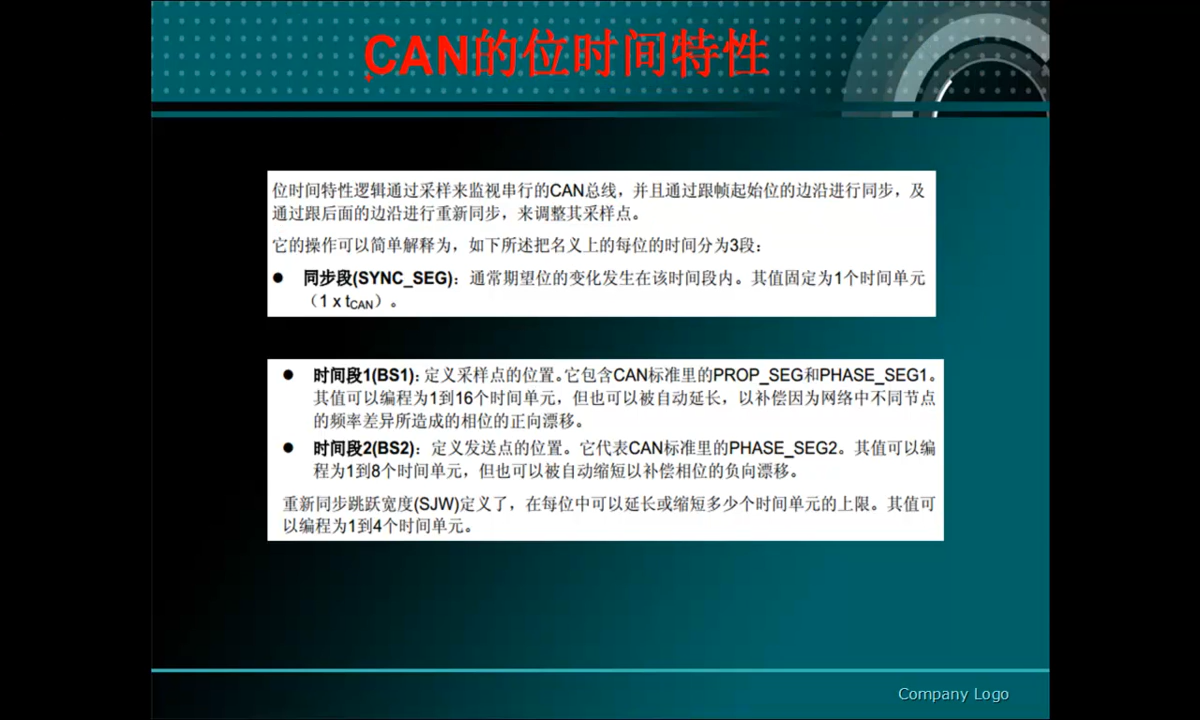 CAN的位时间特性
位时间特性逻辑通过采样来监视串行的CAN总线，并且通过跟帧起始位的边沿进行同步，及
通过跟后面的边沿进行重新同步，来调整其采样点。
它的操作可以简单解释为，如下所述把名义上的每位的时间分为3段：
● 同步段(SYNC_SEG)：通常期望位的变化发生在该时间段内。其值固定为1个时间单元
（1 x tCAN）。
● 时间段1(BS1)：定义采样点的位置。它包含CAN标准里的PROP_SEG和PHASE_SEG1。
其值可以编程为1到16个时间单元，但也可以被自动延长，以补偿因为网络中不同节点
的频率差异所造成的相位的正向漂移。
● 时间段2(BS2)：定义发送点的位置。它代表CAN标准里的PHASE_SEG2。其值可以编
程为1到8个时间单元，但也可以被自动缩短以补偿相位的负向漂移。
重新同步跳跃宽度(SJW)定义了，在每位中可以延长或缩短多少个时间单元的上限。其值可
以编程为1到4个时间单元。
Company Logo